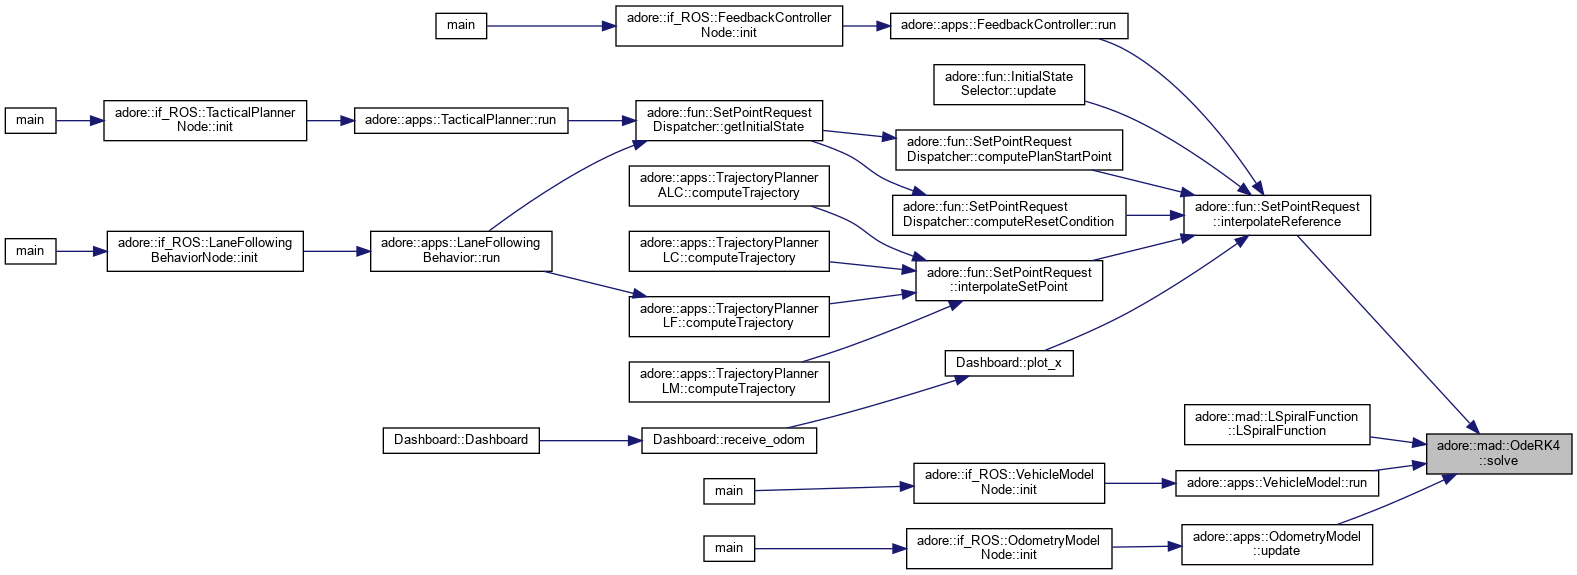 main
adore::if_ROS::FeedbackController
Node::init
adore::apps::FeedbackController::run
adore::fun::InitialState
Selector::update
main
adore::if_ROS::TacticalPlanner
Node::init
adore::apps::TacticalPlanner::run
adore::fun::SetPointRequest
Dispatcher::getInitialState
adore::fun::SetPointRequest
Dispatcher::computePlanStartPoint
adore::apps::TrajectoryPlanner
ALC::computeTrajectory
adore::fun::SetPointRequest
Dispatcher::computeResetCondition
adore::fun::SetPointRequest
::interpolateReference
main
adore::if_ROS::LaneFollowing
BehaviorNode::init
adore::apps::LaneFollowing
Behavior::run
adore::apps::TrajectoryPlanner
LC::computeTrajectory
adore::fun::SetPointRequest
::interpolateSetPoint
adore::apps::TrajectoryPlanner
LF::computeTrajectory
adore::apps::TrajectoryPlanner
LM::computeTrajectory
Dashboard::plot_x
Dashboard::Dashboard
Dashboard::receive_odom
adore::mad::LSpiralFunction
::LSpiralFunction
adore::mad::OdeRK4
::solve
main
adore::if_ROS::VehicleModel
Node::init
adore::apps::VehicleModel::run
main
adore::if_ROS::OdometryModel
Node::init
adore::apps::OdometryModel
::update